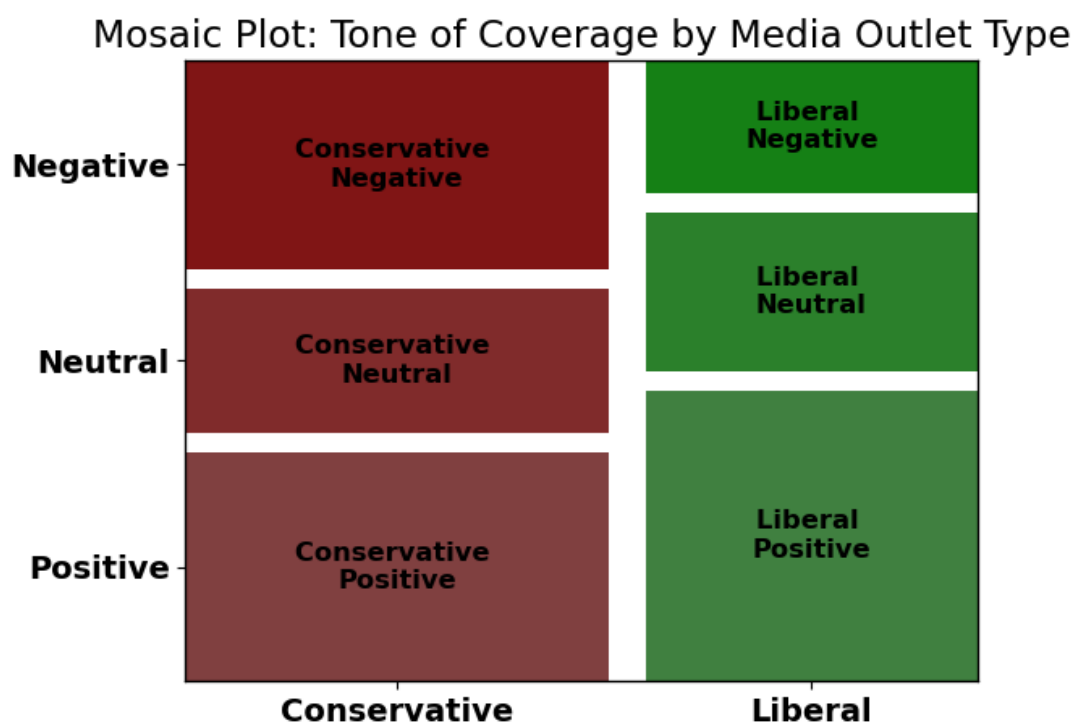 Mosaic Plot: Tone of Coverage by Media Outlet Type
Negative
Neutral
Positive
Conservative
Negative
Conservative
Neutral
Conservative
Positive
Liberal
Negative
Liberal
Neutral
Liberal
Positive
Conservative
Liberal